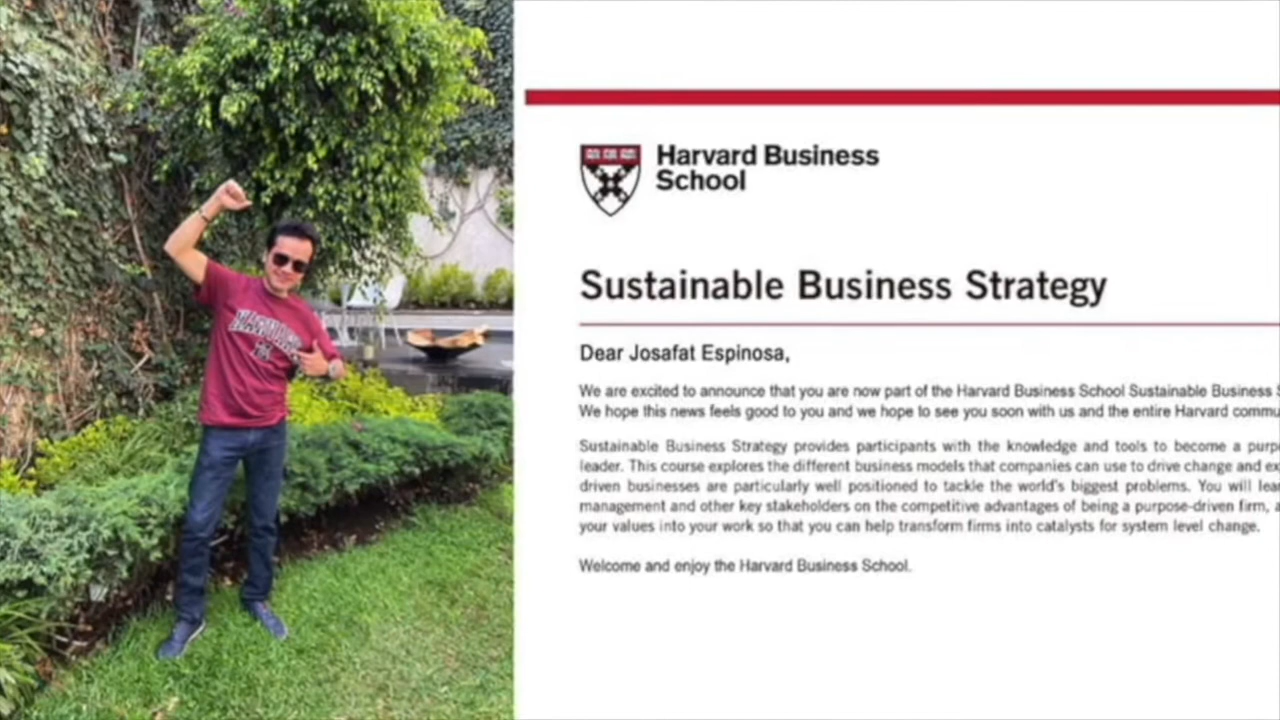 HARVARD
Harvard Business
School
Sustainable Business Strategy
Dear Josafat Espinosa,
We are excited to announce that you are now part of the Harvard Business School Sustainable Business
We hope this news feels good to you and we hope to see you soon with us and the entire Harvard commu
Sustainable Business Strategy provides participants with the knowledge and tools to become a purp
leader. This course explores the different business models that companies can use to drive change and ex
driven businesses are particularly well positioned to tackle the world's biggest problems. You will lear
management and other key stakeholders on the competitive advantages of being a purpose-driven firm, a
your values into your work so that you can help transform firms into catalysts for system level change.
Welcome and enjoy the Harvard Business School.